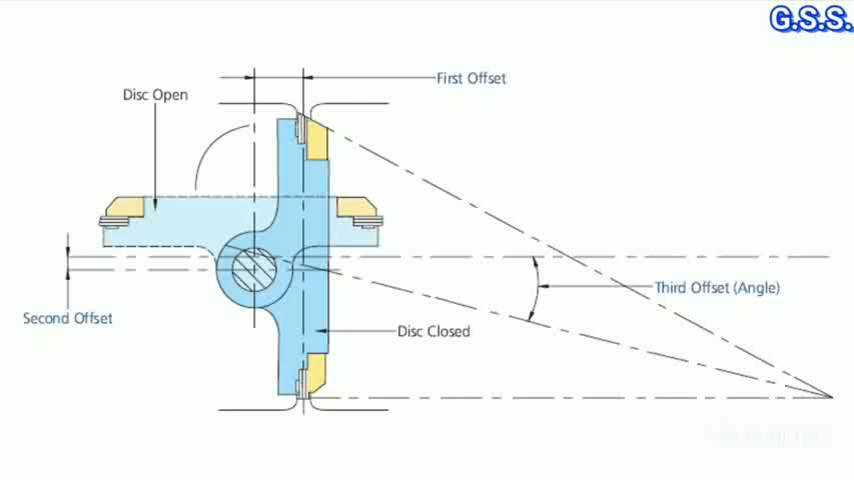 G.S.S.
First Offset
Disc Open
Third Offset (Angle)
Second Offset
Disc Closed